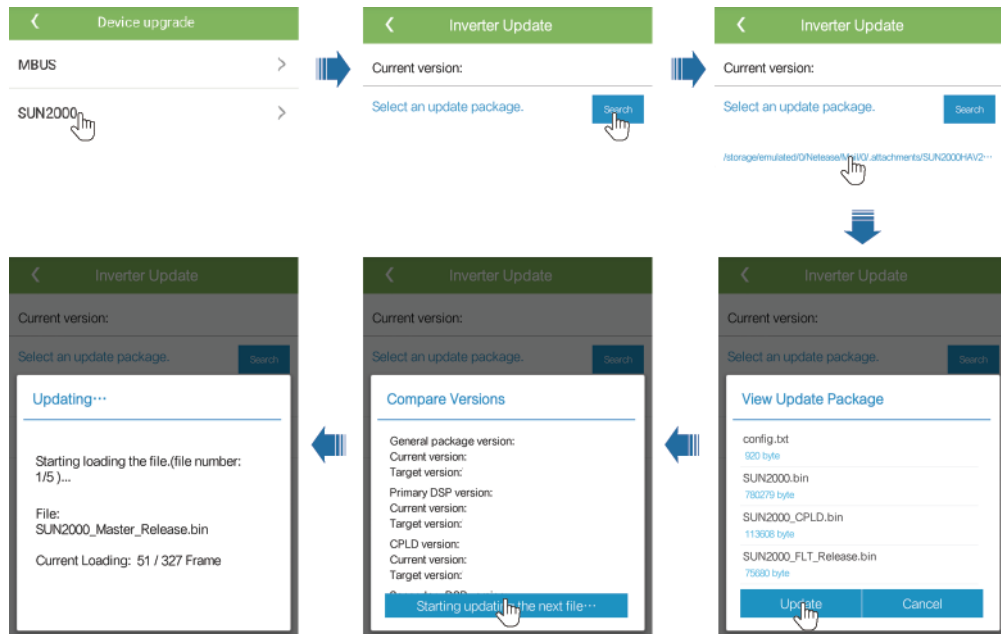 Device upgrade
MBUS
SUN2000
Inverter Update
Current version:
Select an update package.
Search
Inverter Update
Current version:
Select an update package.
Search
/storage/emulated/0/Netease/Mail/0/.attachments/SUN2000HAV2···
Inverter Update
Current version:
Select an update package.
Search
View Update Package
config.txt
920 byte
SUN2000.bin
780279 byte
SUN2000_CPLD.bin
113608 byte
SUN2000_FLT_Release.bin
75680 byte
Update
Cancel
Inverter Update
Current version:
Select an update package.
Search
Compare Versions
General package version:
Current version:
Target version:
Primary DSP version:
Current version:
Target version:
CPLD version:
Current version:
Target version:
Starting updating the next file···
Inverter Update
Current version:
Select an update package.
Search
Updating···
Starting loading the file.(file number:
1/5 )...
File:
SUN2000_Master_Release.bin
Current Loading: 51 / 327 Frame